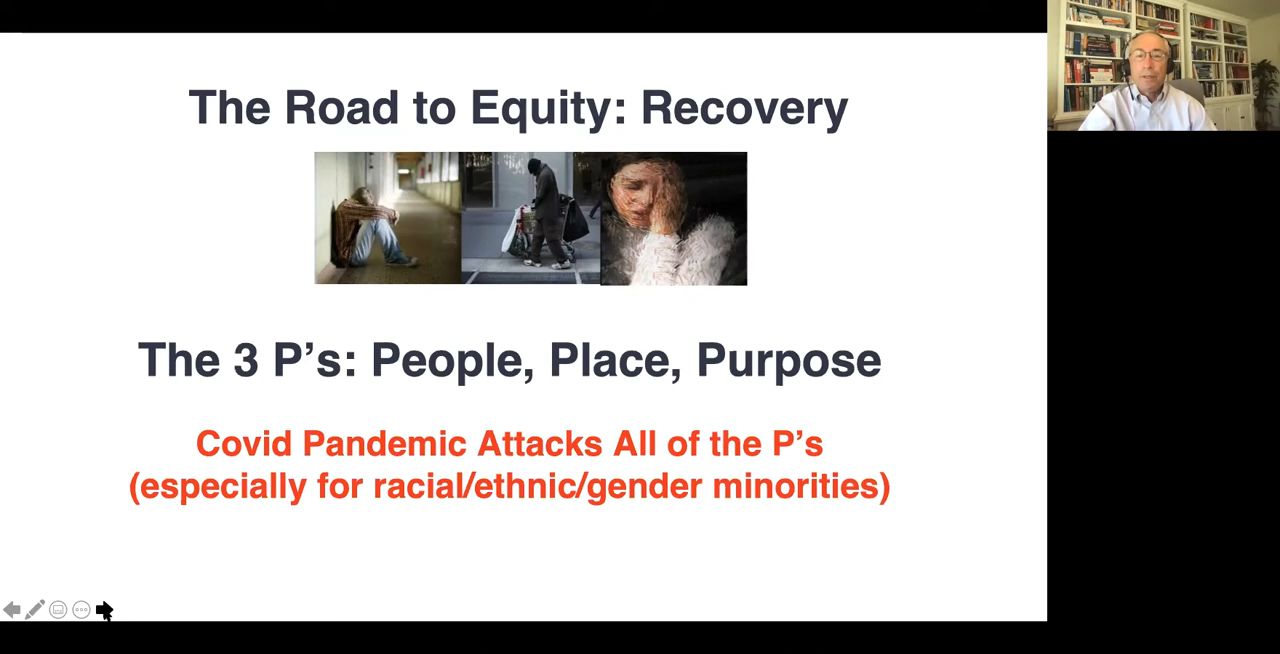 The Road to Equity: Recovery
The 3 P’s: People, Place, Purpose
Covid Pandemic Attacks All of the P’s
(especially for racial/ethnic/gender minorities)